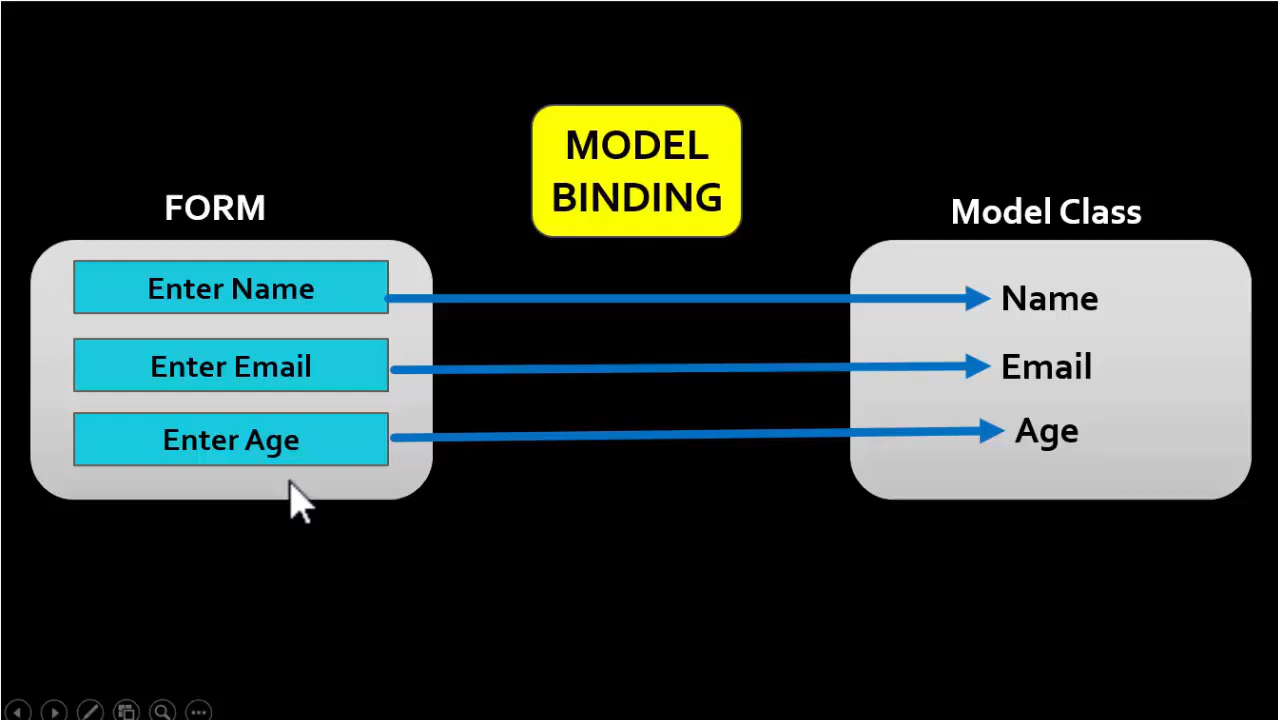 MODEL
BINDING
FORM
Model Class
Enter Name
Name
Enter Email
Email
Enter Age
Age